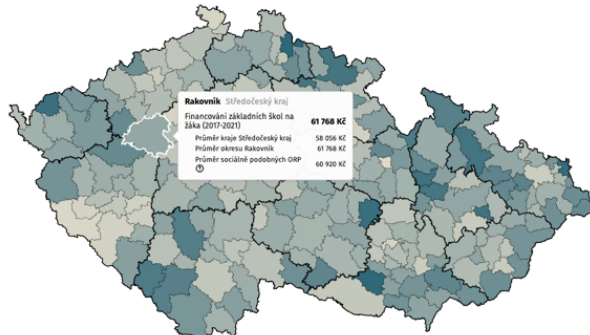 Rakovník Středočeský kraj
Financování základních škol na
žáka (2017-2021)
61 768 Kč
Průměr kraje Středočeský kraj 58 056 Kč
Průměr okresu Rakovník 61 768 Kč
Průměr sociálně podobných ORP 60 920 Kč
?